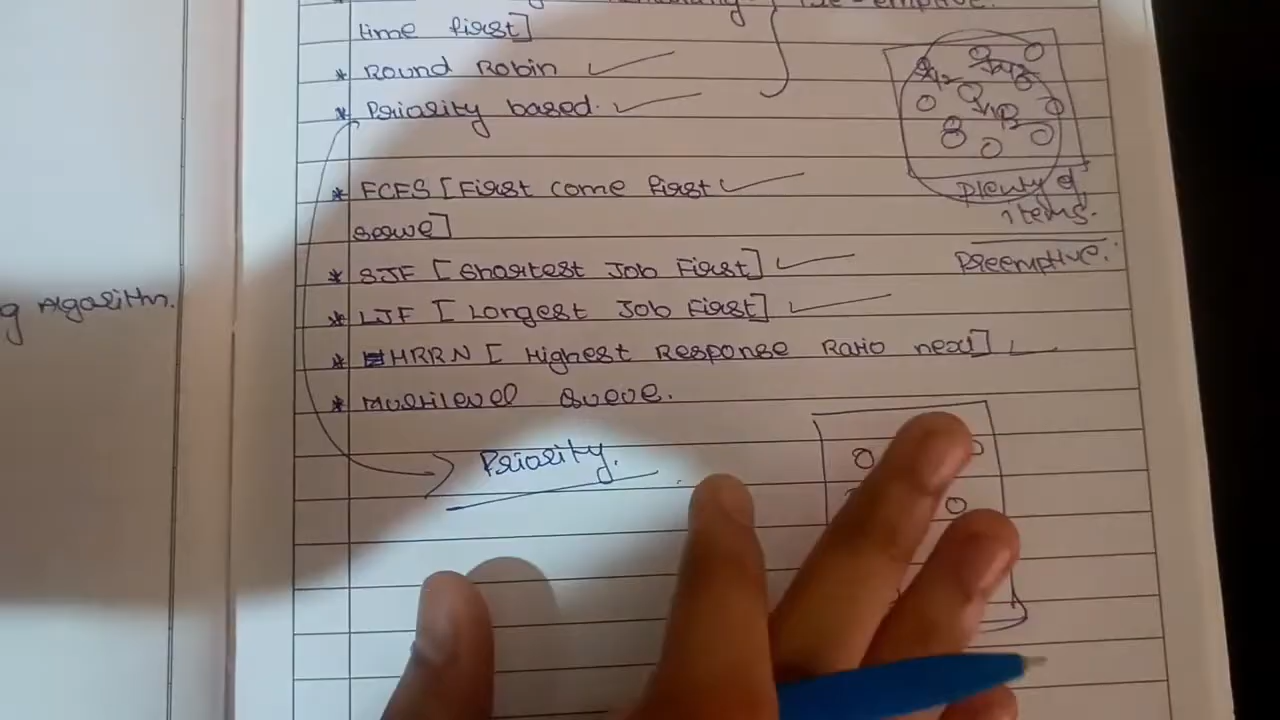 time first]
* Round Robin
* Priority based.
* FCFS [First come first
serve]
* SJF [Shortest Job First]
* LJF [Longest Job First]
* HRRN [Highest Response Ratio next]
* Multilevel Queue.
Priority.
Plenty of
items.
Preemptive.
g Algorithm.